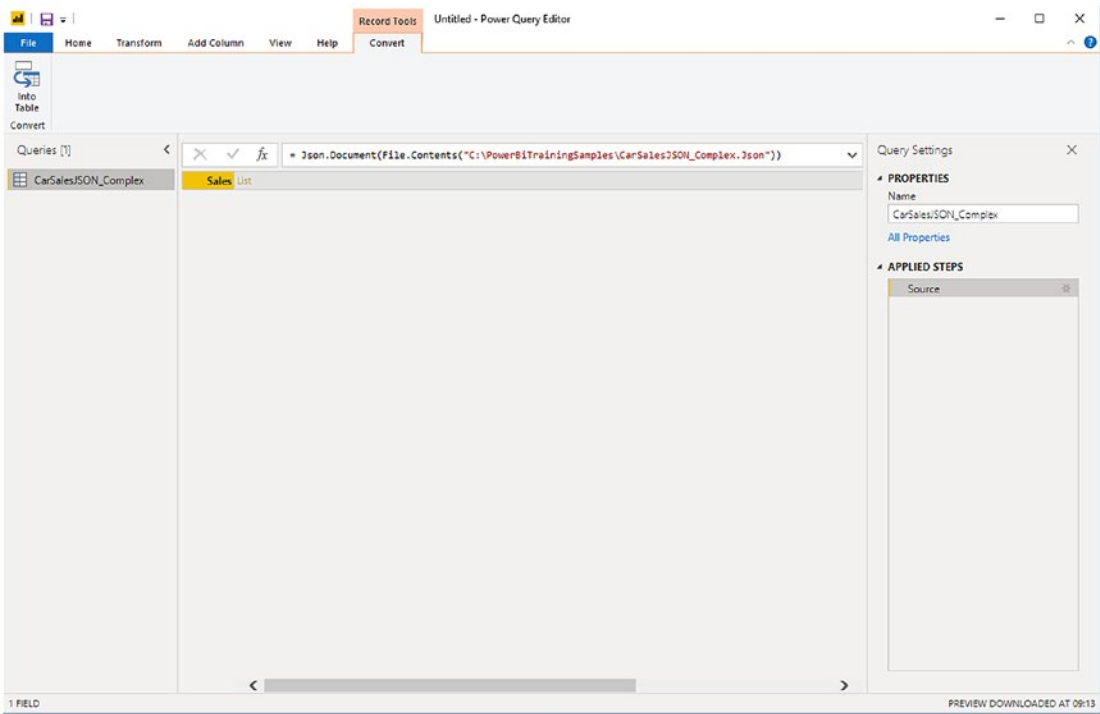 Record Tools
Untitled - Power Query Editor
File
Home
Transform
Add Column
View
Help
Convert
Into
Table
Convert
Queries [1]
fx
= Json.Document(File.Contents("C:\PowerBiTrainingSamples\CarSalesJSON_Complex.Json"))
Query Settings
CarSalesJSON_Complex
Sales List
PROPERTIES
Name
CarSalesJSON_Complex
All Properties
APPLIED STEPS
Source
1 FIELD
PREVIEW DOWNLOADED AT 09:13